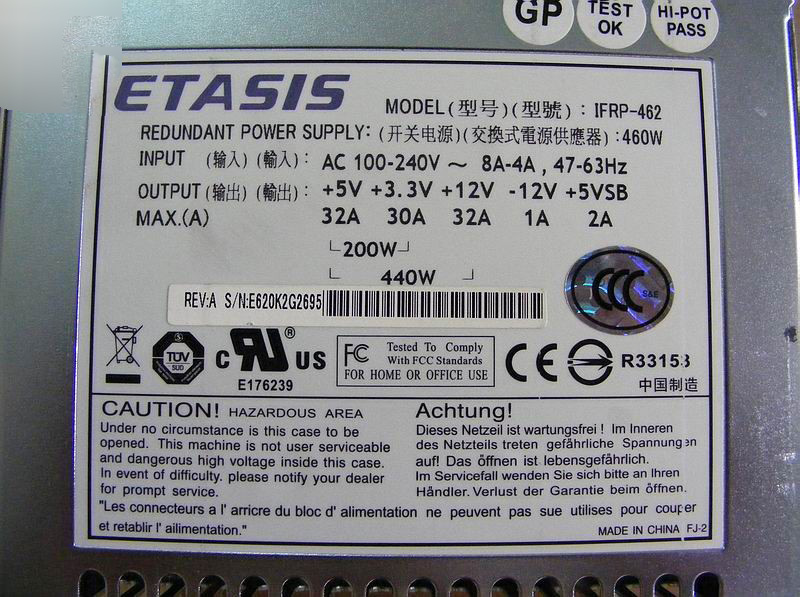 GP
TEST OK
HI-POT PASS
ETASIS
MODEL(型号)(型號) : IFRP-462
REDUNDANT POWER SUPPLY: (开关电源)(交換式電源供應器) :460W
INPUT (输入) (輸入) : AC 100-240V ~ 8A-4A , 47-63Hz
OUTPUT (输出) (輸出) : +5V +3.3V +12V -12V +5VSB
MAX.(A) 32A 30A 32A 1A 2A
200W
440W
REV:A S/N:E620K2G2695
CCC S&E
TUV SUD
c RU ® US
E176239
FC Tested To Comply
With FCC Standards
FOR HOME OR OFFICE USE
CE
R33153
中国制造
CAUTION! HAZARDOUS AREA
Under no circumstance is this case to be
opened. This machine is not user serviceable
and dangerous high voltage inside this case.
In event of difficulty. please notify your dealer
for prompt service.
Achtung!
Dieses Netzeil ist wartungsfrei ! Im Inneren
des Netzteils treten gefährliche Spannungen
auf! Das öffnen ist lebensgefährlich.
Im Servicefall wenden Sie sich bitte an Ihren
Händler. Verlust der Garantie beim öffnen.
"Les connecteurs a l' arricre du bloc d' alimentation ne peuvent pas sue utilises pour couper
et retablir l' ailimentation."
MADE IN CHINA FJ-2